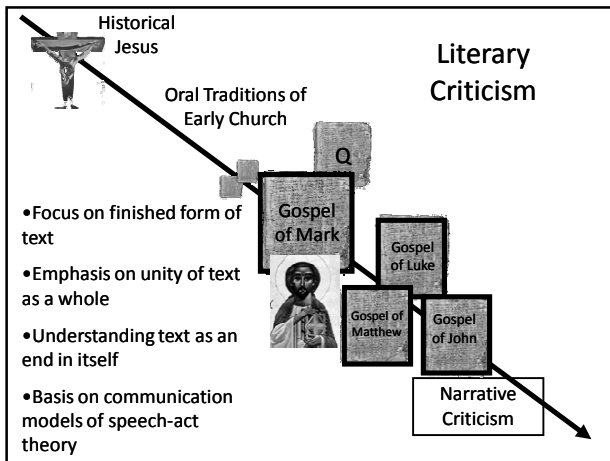 Historical
Jesus
Literary
Criticism
Oral Traditions of
Early Church
Q
Gospel
of Mark
•Focus on finished form of
text
•Emphasis on unity of text
as a whole
•Understanding text as an
end in itself
•Basis on communication
models of speech-act
theory
Gospel
of Luke
Gospel of
Matthew
Gospel
of John
Narrative
Criticism